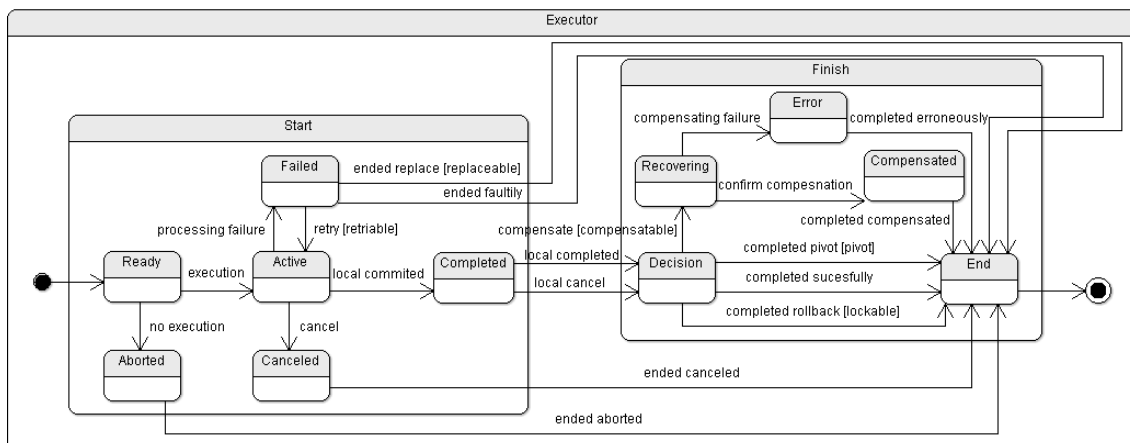 Executor
Finish
Error
compensating failure
completed erroneously
Start
Failed
ended replace [replaceable]
ended faultily
Recovering
Compensated
confirm compesnation
completed compensated
processing failure
retry [retriable]
compensate [compensatable]
Ready
execution
Active
local commited
Completed
local completed
local cancel
Decision
completed pivot [pivot]
completed sucesfully
completed rollback [lockable]
End
no execution
cancel
Aborted
Canceled
ended canceled
ended aborted